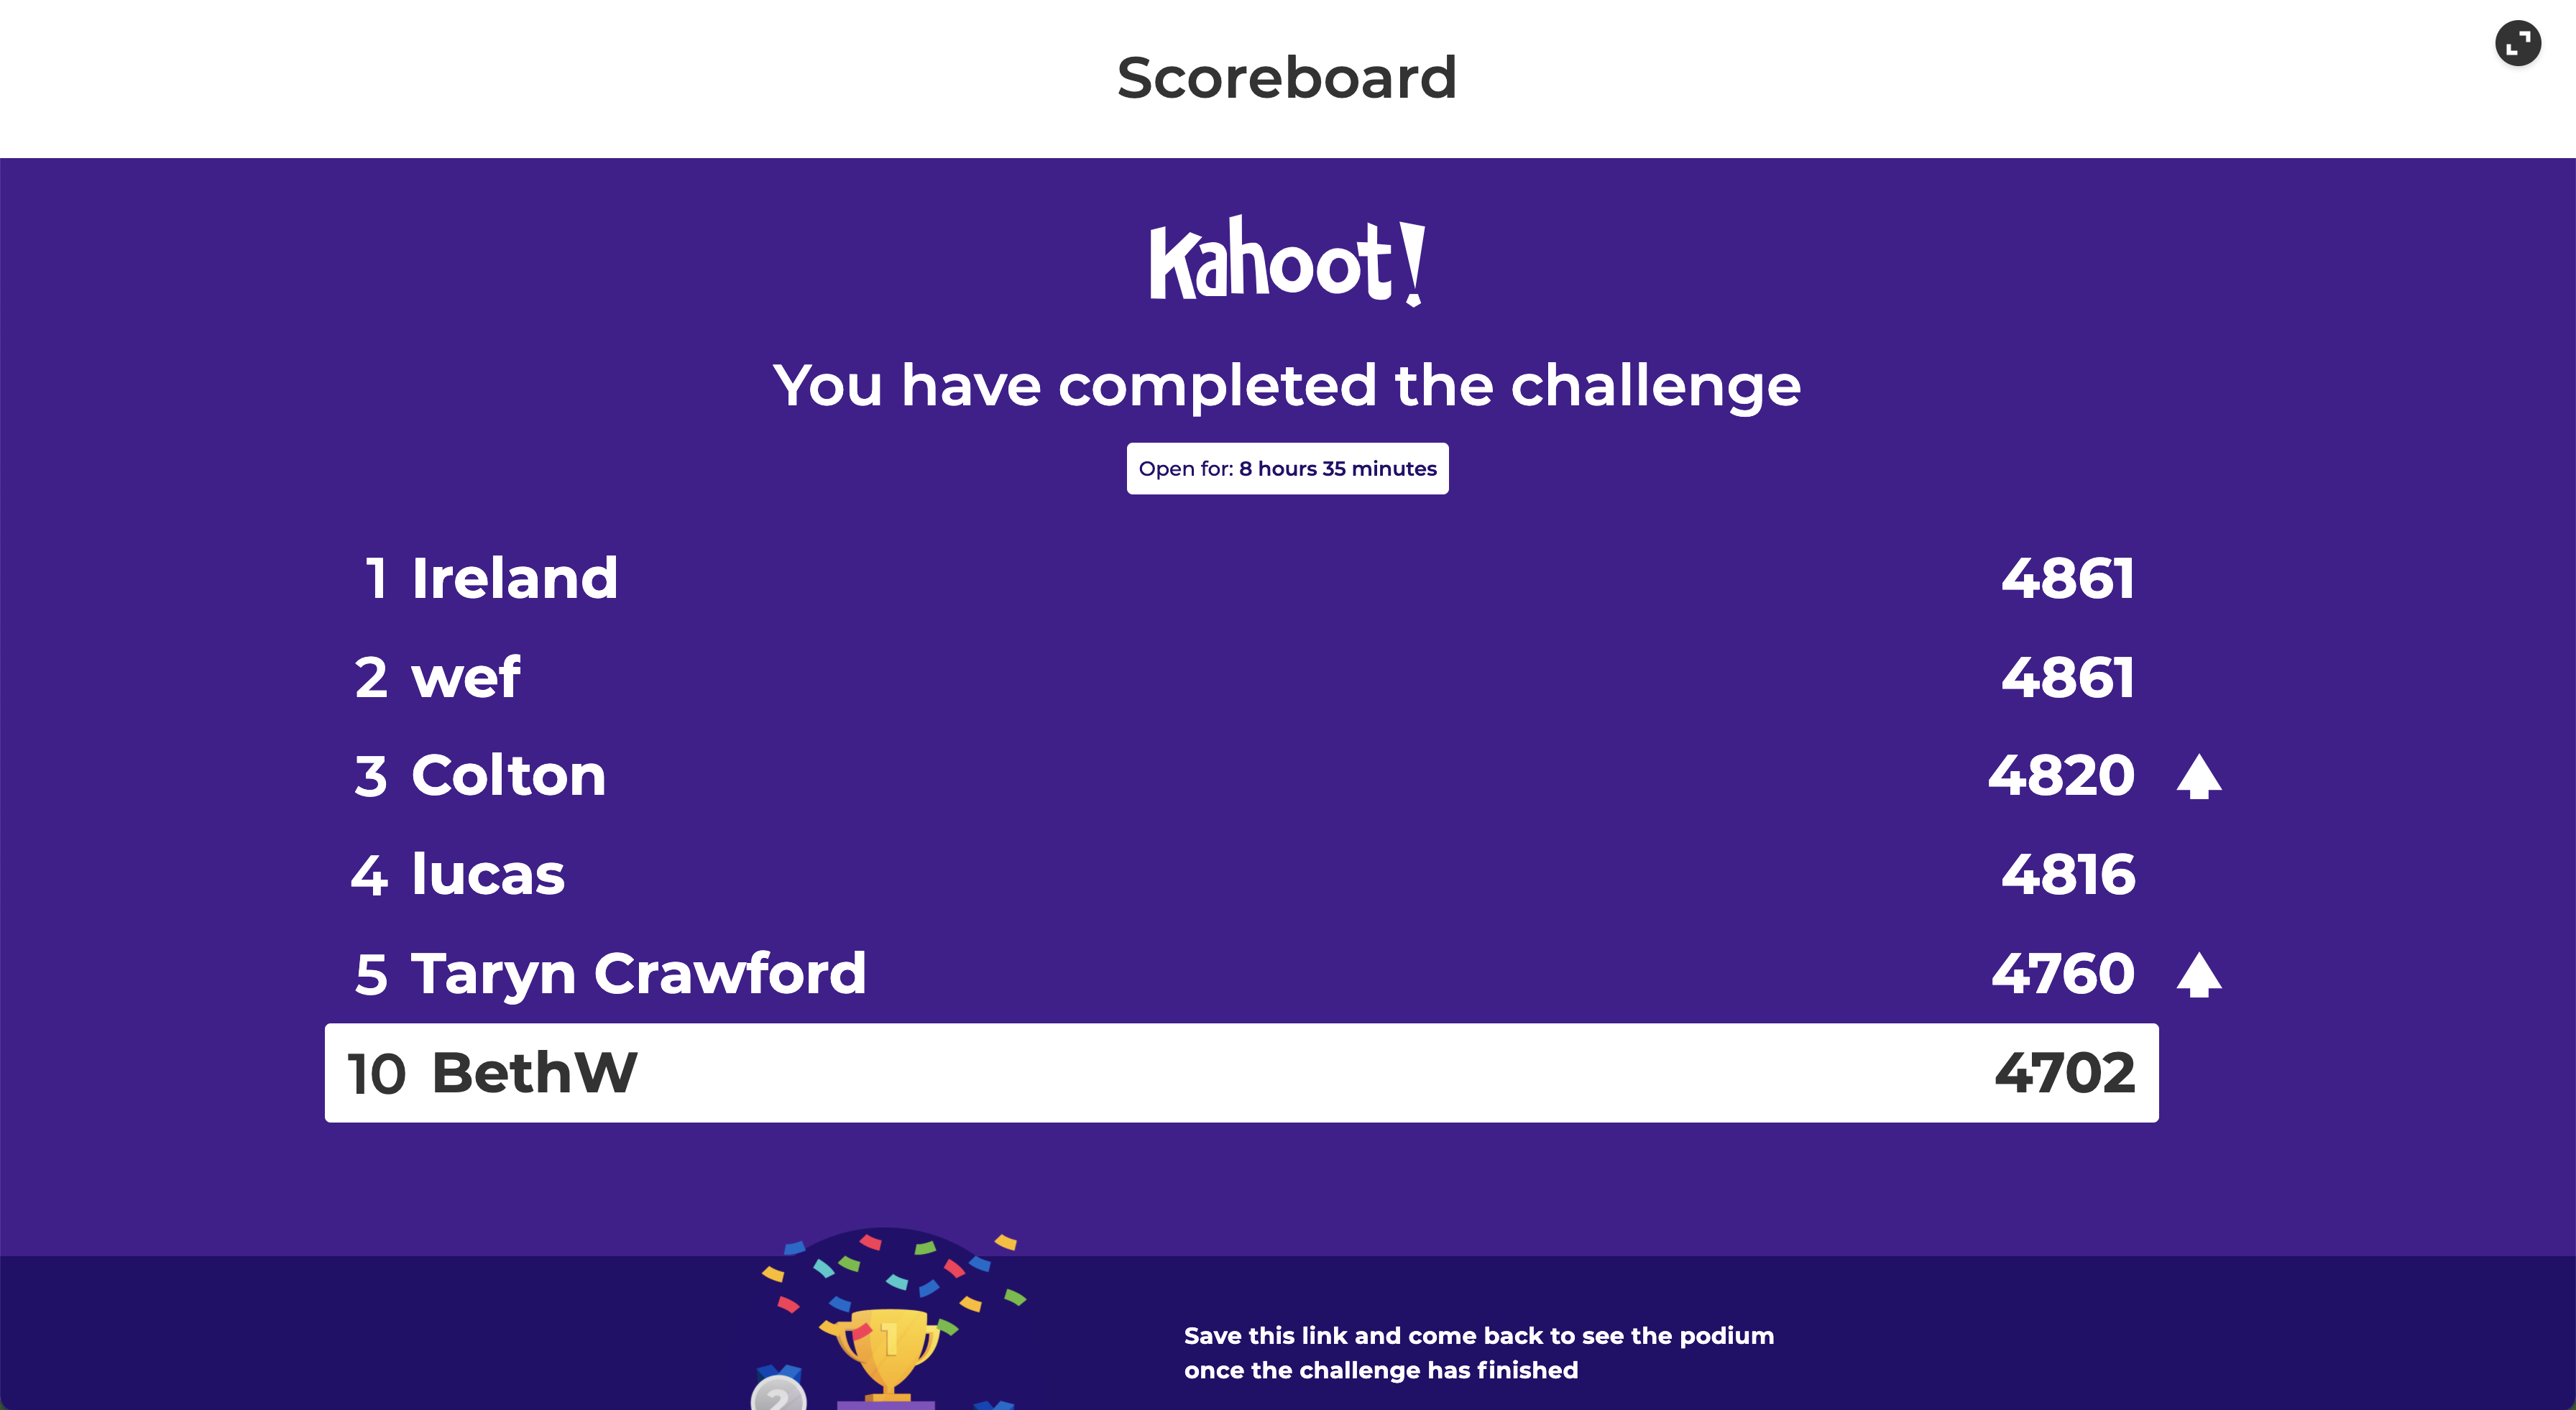 Scoreboard
Kahoot!
You have completed the challenge
Open for: 8 hours 35 minutes
1 Ireland 4861
2 wef 4861
3 Colton 4820
4 lucas 4816
5 Taryn Crawford 4760
10 BethW 4702
1
2
Save this link and come back to see the podium
once the challenge has finished